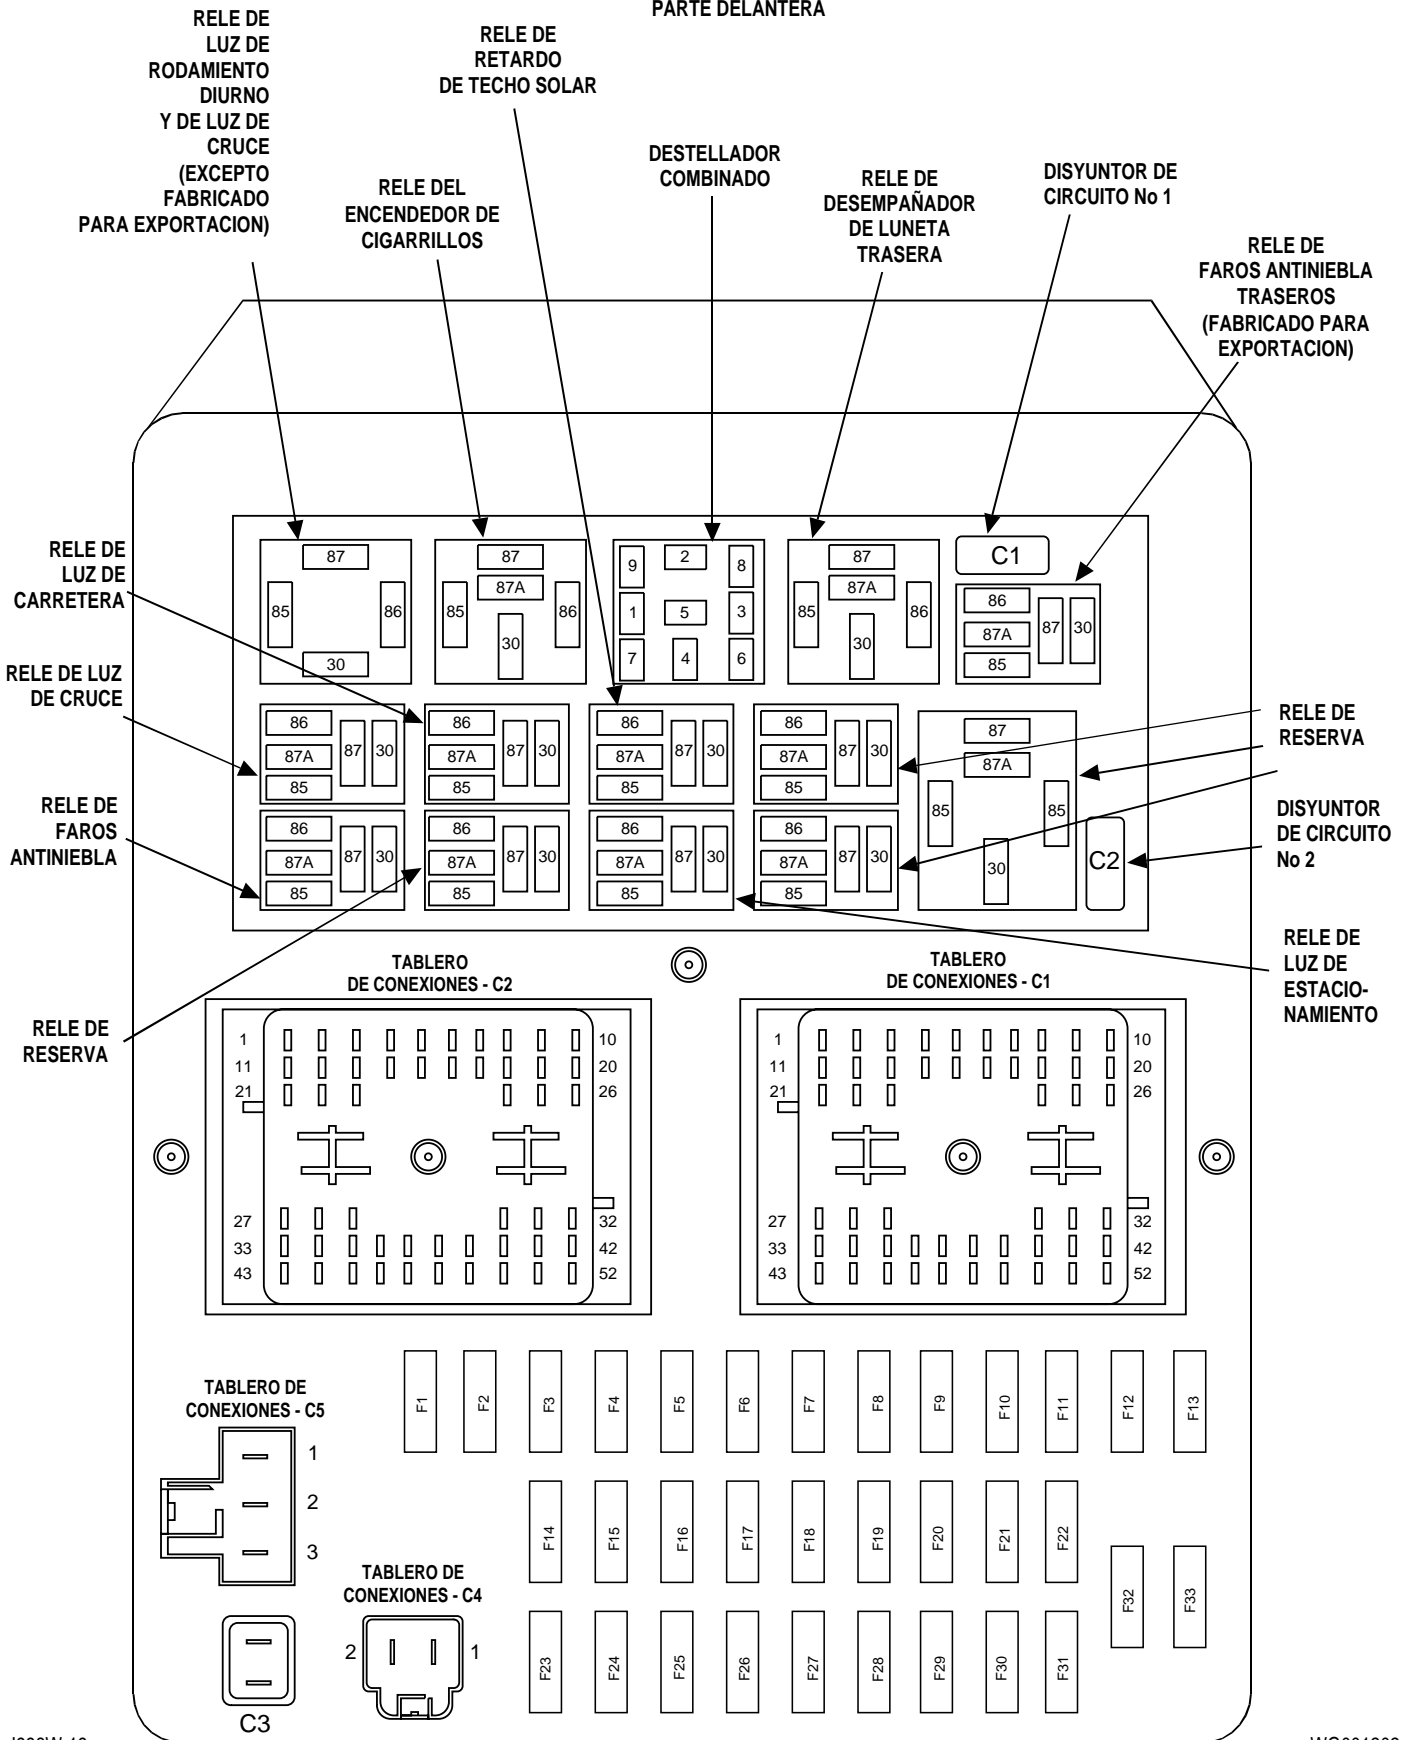 PARTE DELANTERA
RELE DE
LUZ DE
RODAMIENTO
DIURNO
Y DE LUZ DE
CRUCE
(EXCEPTO
FABRICADO
PARA EXPORTACION)
RELE DE
RETARDO
DE TECHO SOLAR
RELE DEL
ENCENDEDOR DE
CIGARRILLOS
DESTELLADOR
COMBINADO
RELE DE
DESEMPAÑADOR
DE LUNETA
TRASERA
DISYUNTOR DE
CIRCUITO No 1
RELE DE
FAROS ANTINIEBLA
TRASEROS
(FABRICADO PARA
EXPORTACION)
RELE DE
LUZ DE
CARRETERA
RELE DE LUZ
DE CRUCE
RELE DE
FAROS
ANTINIEBLA
RELE DE
RESERVA
87
85
86
30
87
87A
85
86
30
9
2
8
1
5
3
7
4
6
87
87A
85
86
30
C1
86
87A
85
87
30
86
87A
85
87
30
86
87A
85
87
30
86
87A
85
87
30
86
87A
85
87
30
87
87A
85
85
30
C2
86
87A
85
87
30
86
87A
85
87
30
86
87A
85
87
30
86
87A
85
87
30
RELE DE
RESERVA
DISYUNTOR
DE CIRCUITO
No 2
RELE DE
LUZ DE
ESTACIO-
NAMIENTO
TABLERO
DE CONEXIONES - C2
1
10
11
20
21
26
27
32
33
42
43
52
TABLERO
DE CONEXIONES - C1
1
10
11
20
21
26
27
32
33
42
43
52
F1 F2 F3 F4 F5 F6 F7 F8 F9 F10 F11 F12 F13
TABLERO DE
CONEXIONES - C5
1
2
3
F14 F15 F16 F17 F18 F19 F20 F21 F22
F32 F33
TABLERO DE
CONEXIONES - C4
2
1
F23 F24 F25 F26 F27 F28 F29 F30 F31
C3